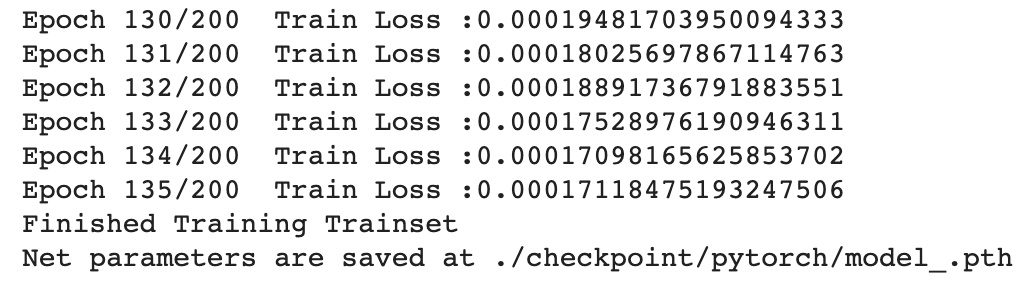 Epoch 130/200  Train Loss :0.00019481703950094333
Epoch 131/200  Train Loss :0.00018025697867114763
Epoch 132/200  Train Loss :0.00018891736791883551
Epoch 133/200  Train Loss :0.00017528976190946311
Epoch 134/200  Train Loss :0.00017098165625853702
Epoch 135/200  Train Loss :0.00017118475193247506
Finished Training Trainset
Net parameters are saved at ./checkpoint/pytorch/model_.pth